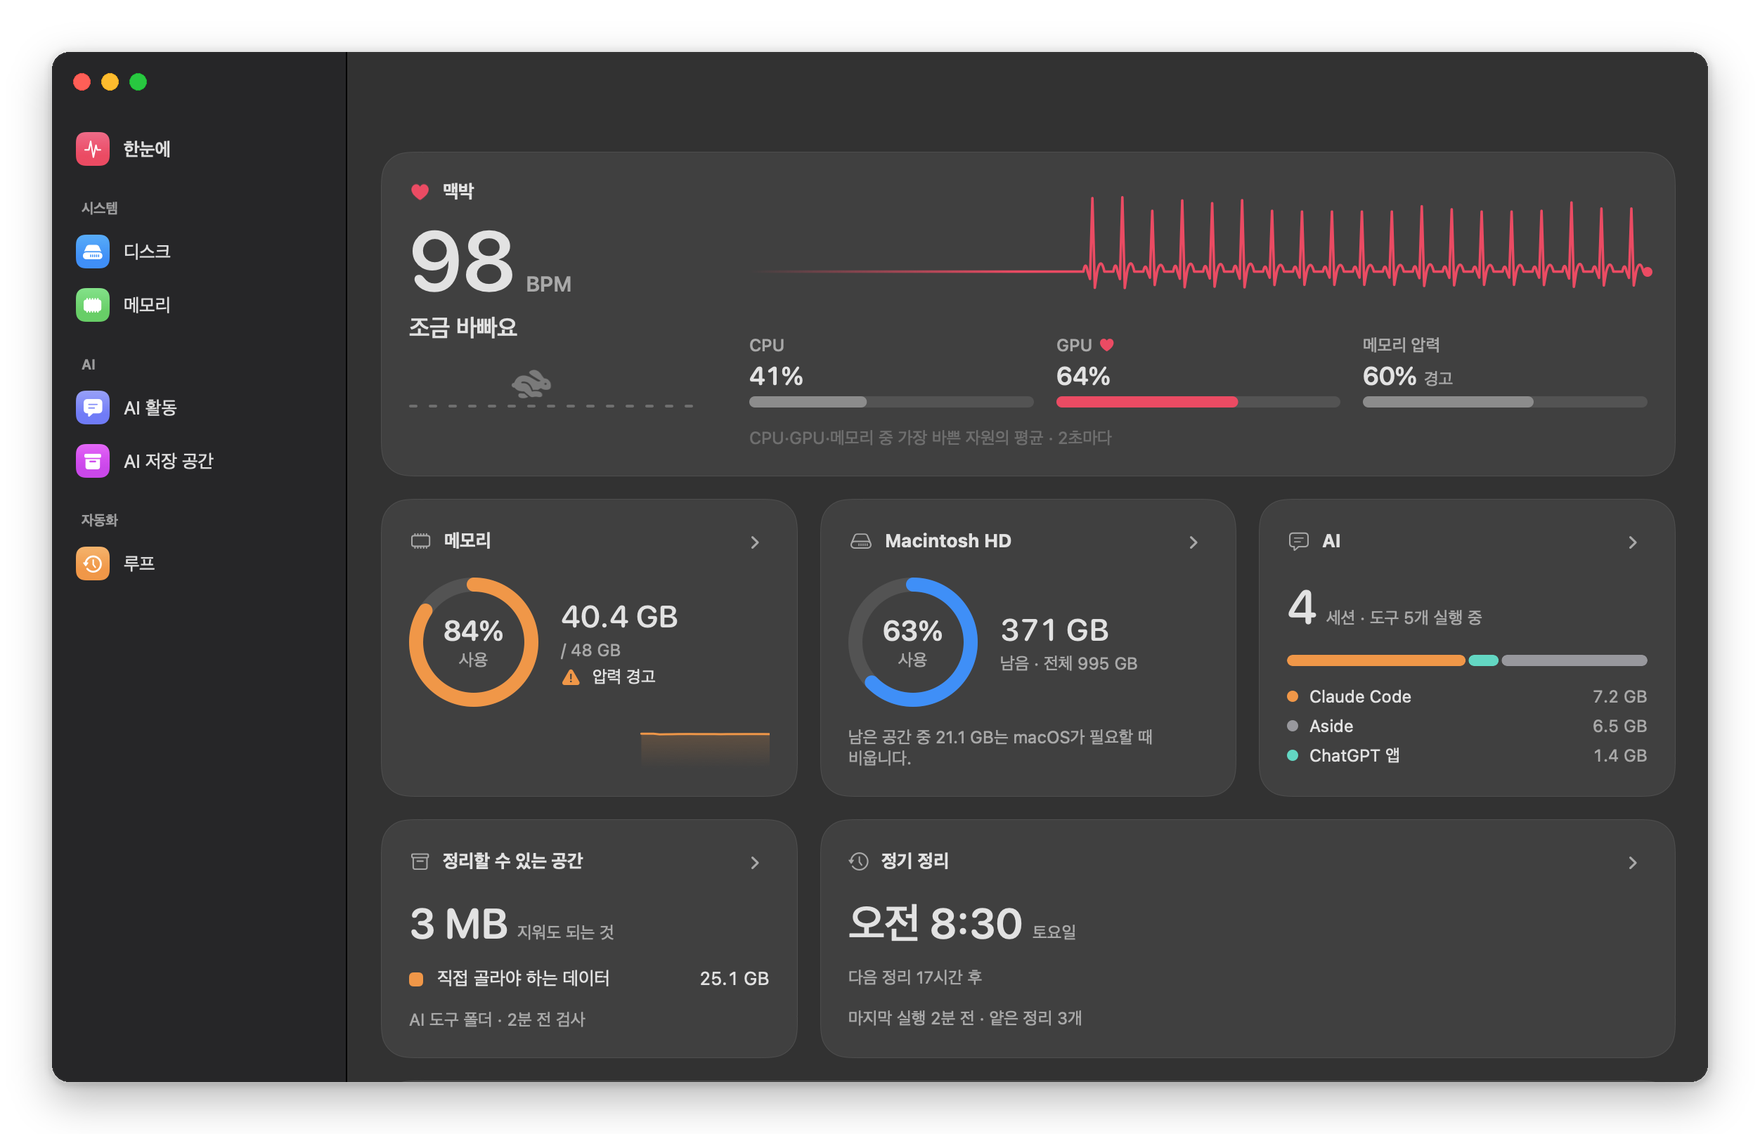 한눈에
시스템
디스크
메모리
AI
AI 활동
AI 저장 공간
자동화
루프
맥박
98 BPM
조금 바빠요
CPU
41%
GPU
64%
메모리 압력
60% 경고
CPU·GPU·메모리 중 가장 바쁜 자원의 평균 · 2초마다
메모리
84%
사용
40.4 GB
/ 48 GB
압력 경고
Macintosh HD
63%
사용
371 GB
남음 · 전체 995 GB
남은 공간 중 21.1 GB는 macOS가 필요할 때
비웁니다.
AI
4 세션 · 도구 5개 실행 중
Claude Code 7.2 GB
Aside 6.5 GB
ChatGPT 앱 1.4 GB
정리할 수 있는 공간
3 MB 지워도 되는 것
직접 골라야 하는 데이터 25.1 GB
AI 도구 폴더 · 2분 전 검사
정기 정리
오전 8:30 토요일
다음 정리 17시간 후
마지막 실행 2분 전 · 얕은 정리 3개